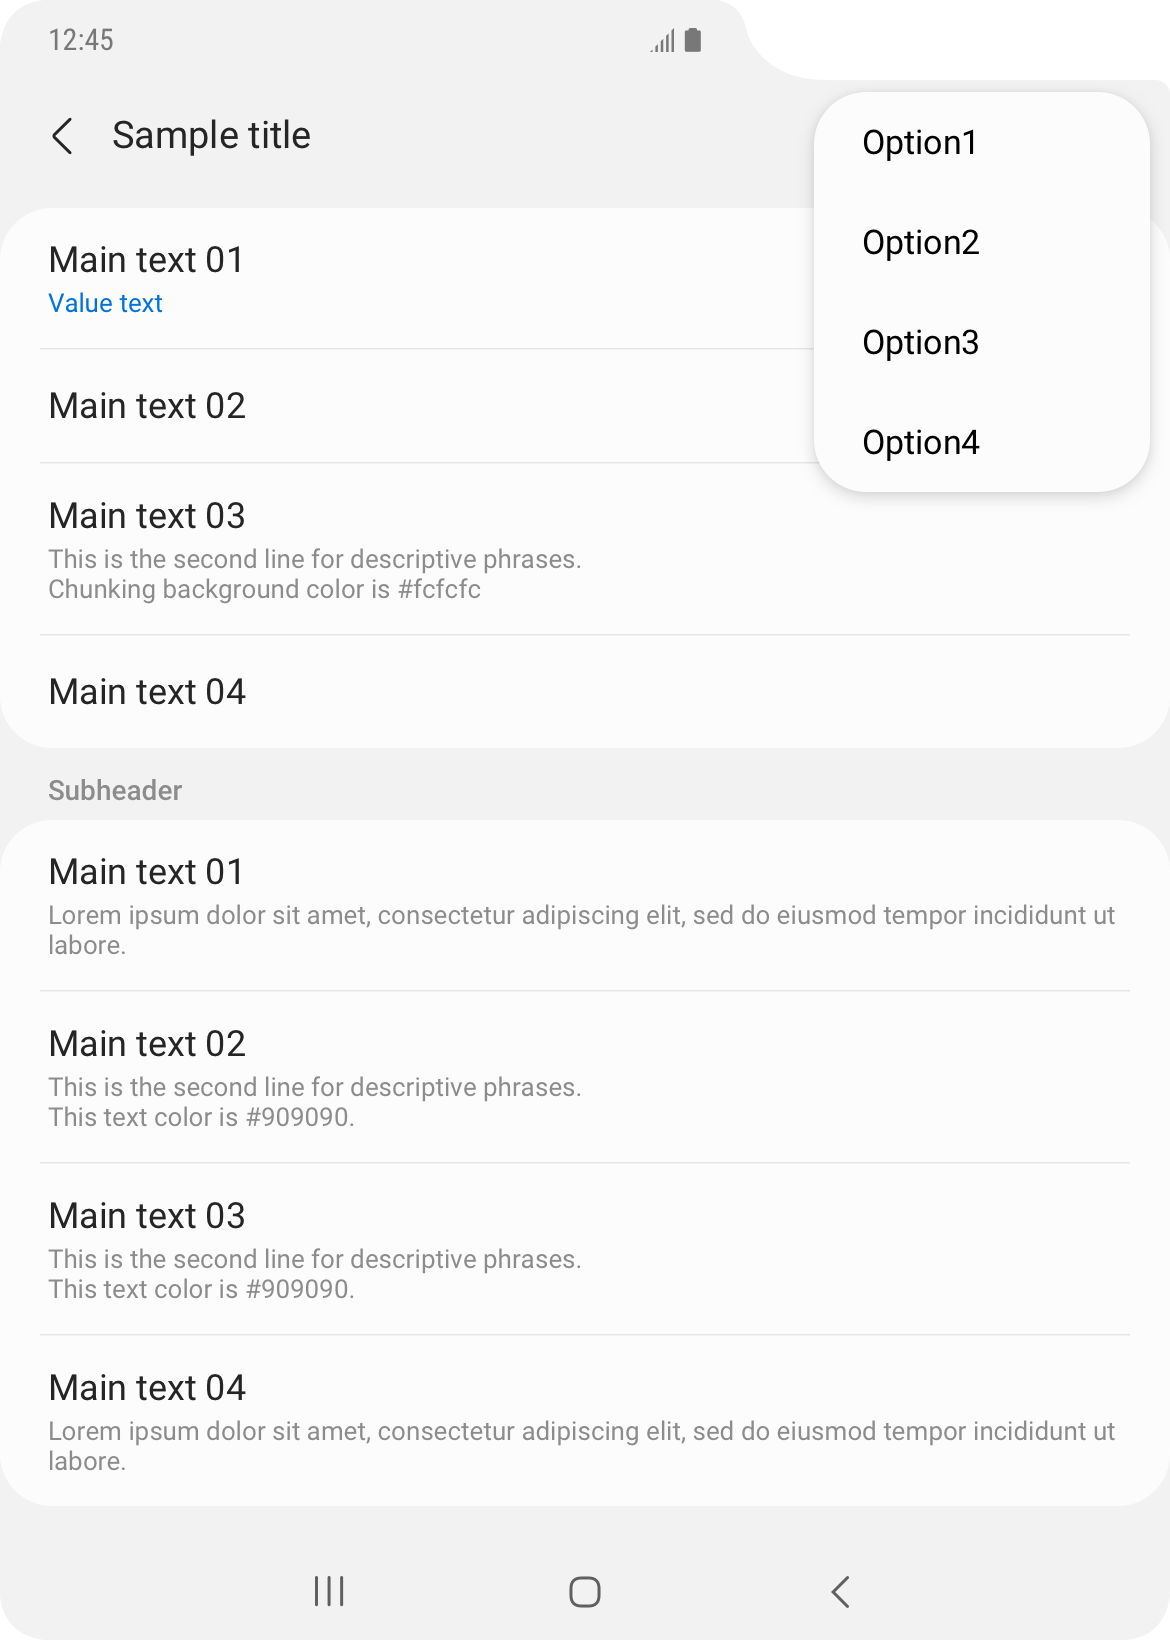 12:45
Sample title
Option1
Option2
Option3
Option4
Main text 01
Value text
Main text 02
Main text 03
This is the second line for descriptive phrases.
Chunking background color is #fcfcfc
Main text 04
Subheader
Main text 01
Lorem ipsum dolor sit amet, consectetur adipiscing elit, sed do eiusmod tempor incididunt ut
labore.
Main text 02
This is the second line for descriptive phrases.
This text color is #909090.
Main text 03
This is the second line for descriptive phrases.
This text color is #909090.
Main text 04
Lorem ipsum dolor sit amet, consectetur adipiscing elit, sed do eiusmod tempor incididunt ut
labore.